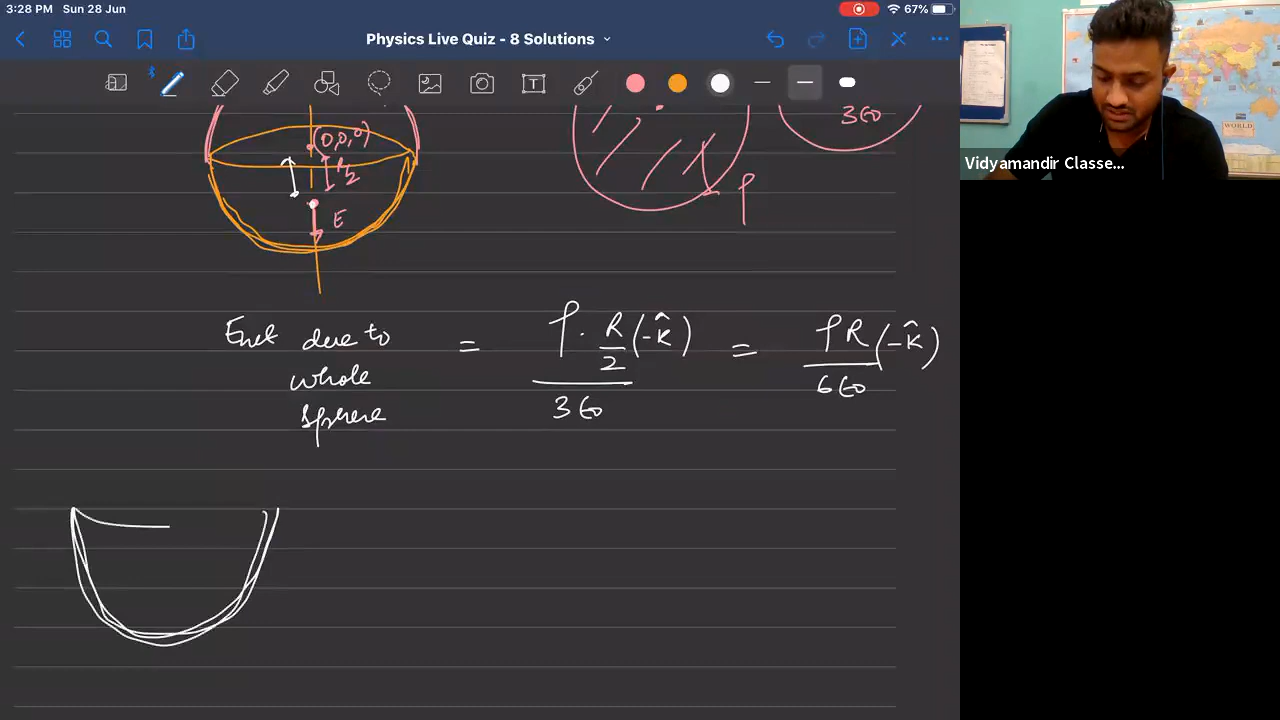 3:28 PM Sun 28 Jun
67%
Physics Live Quiz - 8 Solutions
T
(0,0,0)
R/2
E
ρ
3ε0
Vidyamandir Classe...
WORLD
Enet due to whole sphere = ρ·R/2(-k̂)/3ε0 = ρR(-k̂)/6ε0